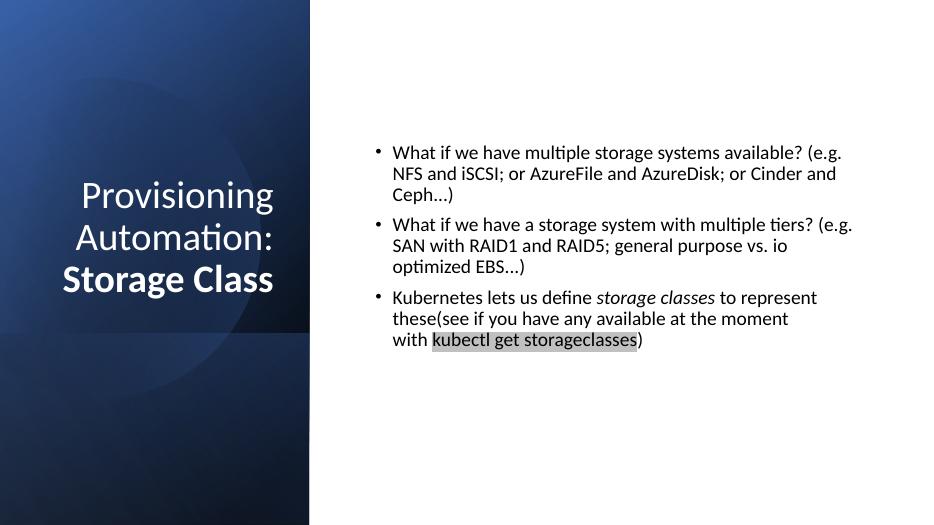 Provisioning
Automation:
Storage Class
• What if we have multiple storage systems available? (e.g.
NFS and iSCSI; or AzureFile and AzureDisk; or Cinder and
Ceph...)
• What if we have a storage system with multiple tiers? (e.g.
SAN with RAID1 and RAID5; general purpose vs. io
optimized EBS...)
• Kubernetes lets us define storage classes to represent
these(see if you have any available at the moment
with kubectl get storageclasses)